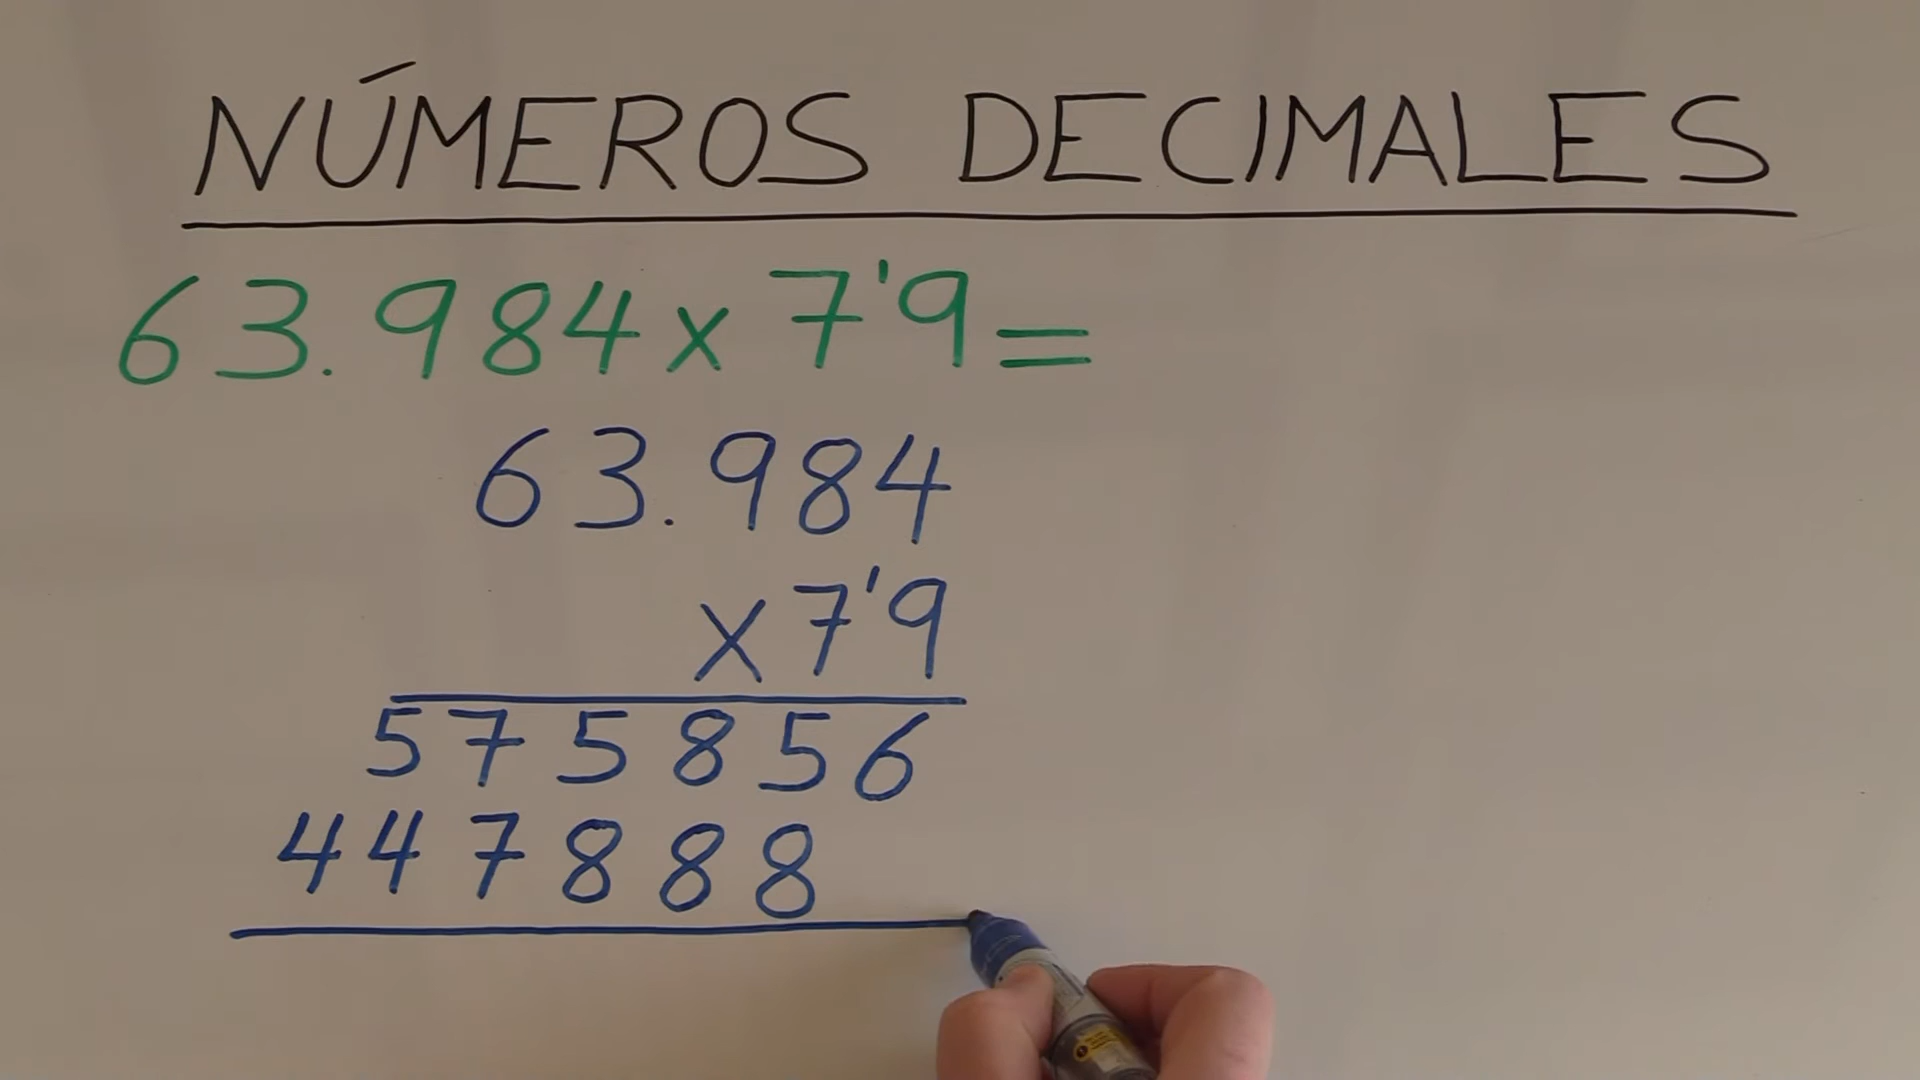 NÚMEROS DECIMALES
63.984 x 7'9 =
63.984
x 7'9
575856
447888